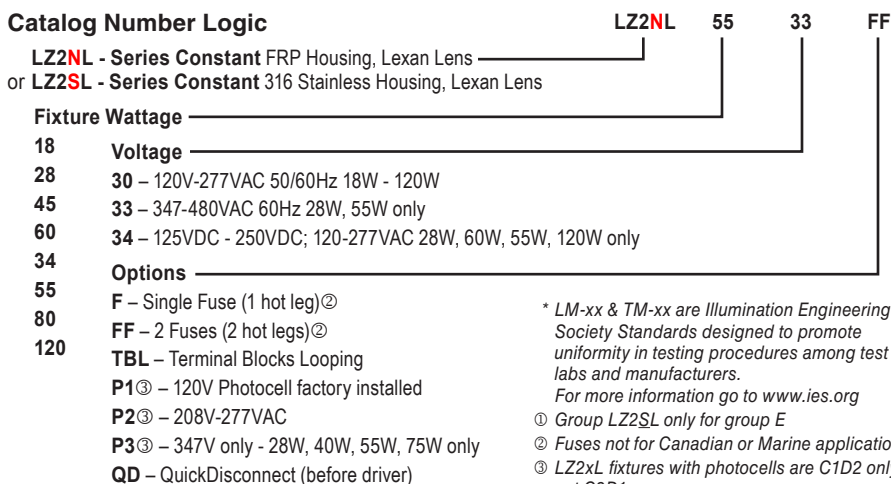 Catalog Number Logic LZ2NL 55 33 FF
LZ2NL - Series Constant FRP Housing, Lexan Lens
or LZ2SL - Series Constant 316 Stainless Housing, Lexan Lens
Fixture Wattage
18
28
45
60
34
55
80
120
Voltage
30 – 120V-277VAC 50/60Hz 18W - 120W
33 – 347-480VAC 60Hz 28W, 55W only
34 – 125VDC - 250VDC; 120-277VAC 28W, 60W, 55W, 120W only
Options
F – Single Fuse (1 hot leg)②
FF – 2 Fuses (2 hot legs)②
TBL – Terminal Blocks Looping
P1③ – 120V Photocell factory installed
P2③ – 208V-277VAC
P3③ – 347V only - 28W, 40W, 55W, 75W only
QD – QuickDisconnect (before driver)
* LM-xx & TM-xx are Illumination Engineering
Society Standards designed to promote
uniformity in testing procedures among test
labs and manufacturers.
For more information go to www.ies.org
① Group LZ2SL only for group E
② Fuses not for Canadian or Marine applicatio
③ LZ2xL fixtures with photocells are C1D2 onl